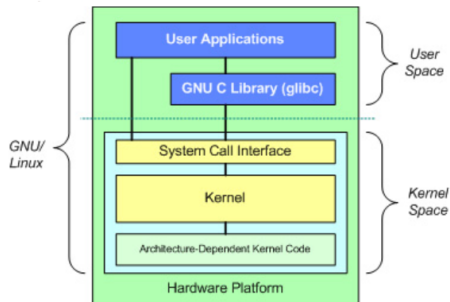 User Applications
User
Space
GNU C Library (glibc)
GNU/
Linux
System Call Interface
Kernel
Kernel
Space
Architecture-Dependent Kernel Code
Hardware Platform